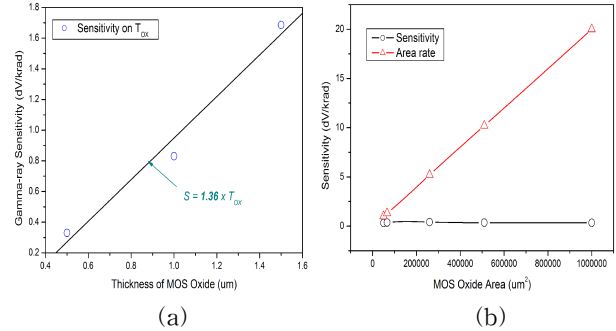 (a)
Sensitivity on Tox
Gamma-ray Sensitivity (dV/krad)
1.8
1.6
1.4
1.2
1.0
0.8
0.6
0.4
0.2
S = 1.36 x Tox
0.4 0.6 0.8 1.0 1.2 1.4 1.6
Thickness of MOS Oxide (um)
(a)
(b)
Sensitivity
Area rate
Sensitivity (dV/krad)
20
15
10
5
0
0 200000 400000 600000 800000 1000000
MOS Oxide Area (um²)
(b)